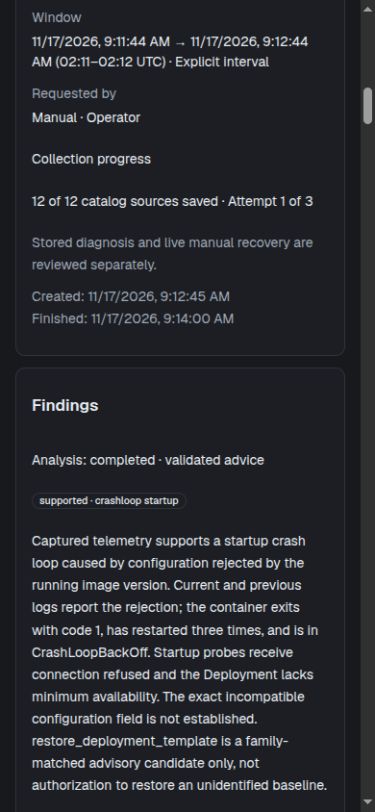 Window
11/17/2026, 9:11:44 AM → 11/17/2026, 9:12:44
AM (02:11–02:12 UTC) · Explicit interval
Requested by
Manual · Operator
Collection progress
12 of 12 catalog sources saved · Attempt 1 of 3
Stored diagnosis and live manual recovery are
reviewed separately.
Created: 11/17/2026, 9:12:45 AM
Finished: 11/17/2026, 9:14:00 AM
Findings
Analysis: completed · validated advice
supported · crashloop startup
Captured telemetry supports a startup crash
loop caused by configuration rejected by the
running image version. Current and previous
logs report the rejection; the container exits
with code 1, has restarted three times, and is in
CrashLoopBackOff. Startup probes receive
connection refused and the Deployment lacks
minimum availability. The exact incompatible
configuration field is not established.
restore_deployment_template is a family-
matched advisory candidate only, not
authorization to restore an unidentified baseline.